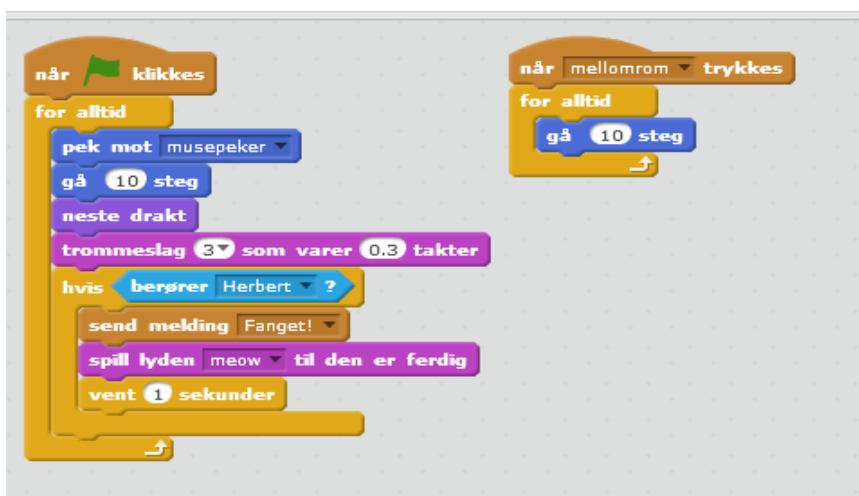 når klikkes
for alltid
pek mot musepeker
gå 10 steg
neste drakt
trommeslag 3 som varer 0.3 takter
hvis berører Herbert ?
send melding Fanget!
spill lyden meow til den er ferdig
vent 1 sekunder
når mellomrom trykkes
for alltid
gå 10 steg